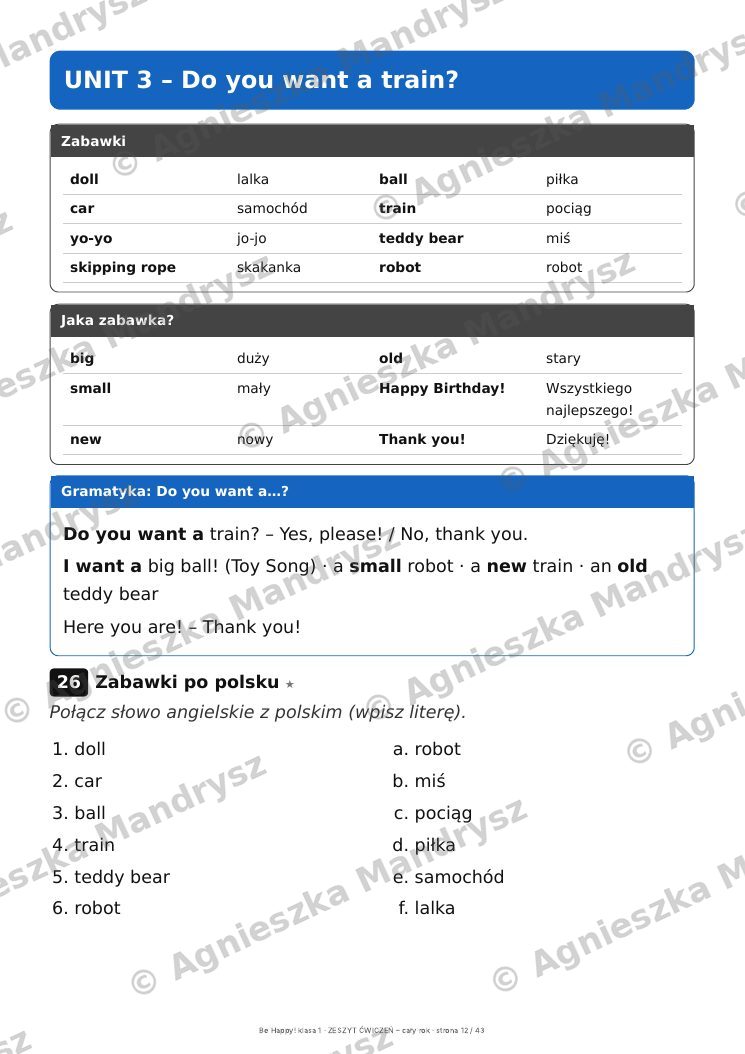 UNIT 3 – Do you want a train?
Zabawki
doll lalka ball piłka
car samochód train pociąg
yo-yo jo-jo teddy bear miś
skipping rope skakanka robot robot
Jaka zabawka?
big duży old stary
small mały Happy Birthday! Wszystkiego
najlepszego!
new nowy Thank you! Dziękuję!
Gramatyka: Do you want a…?
Do you want a train? – Yes, please! / No, thank you.
I want a big ball! (Toy Song) · a small robot · a new train · an old
teddy bear
Here you are! – Thank you!
26 Zabawki po polsku ★
Połącz słowo angielskie z polskim (wpisz literę).
1. doll a. robot
2. car b. miś
3. ball c. pociąg
4. train d. piłka
5. teddy bear e. samochód
6. robot f. lalka
Be Happy! klasa 1 · ZESZYT ĆWICZEŃ – cały rok · strona 12 / 43
© Agnieszka Mandrysz